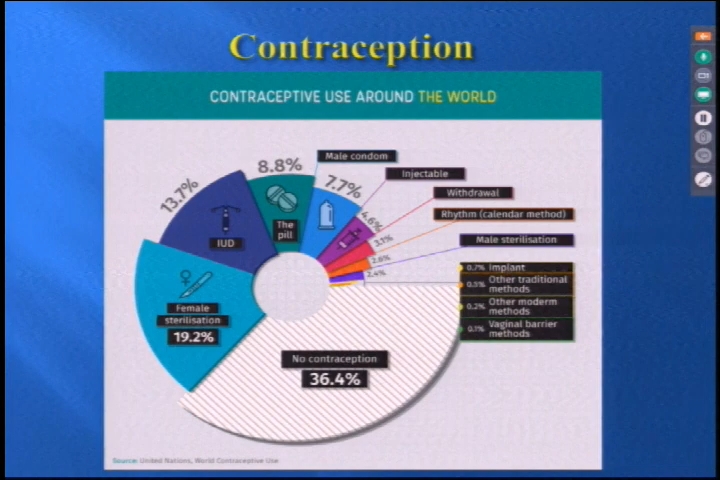 Contraception
CONTRACEPTIVE USE AROUND THE WORLD
8.8%
Male condom
7.7%
Injectable
13.7%
4.6%
Withdrawal
The
pill
3.1%
Rhythm (calendar method)
IUD
2.6%
Male sterilisation
2.4%
0.7% Implant
0.5% Other traditional
methods
0.2% Other moderm
methods
0.1% Vaginal barrier
methods
Female
sterilisation
19.2%
No contraception
36.4%
Source: United Nations, World Contraceptive Use